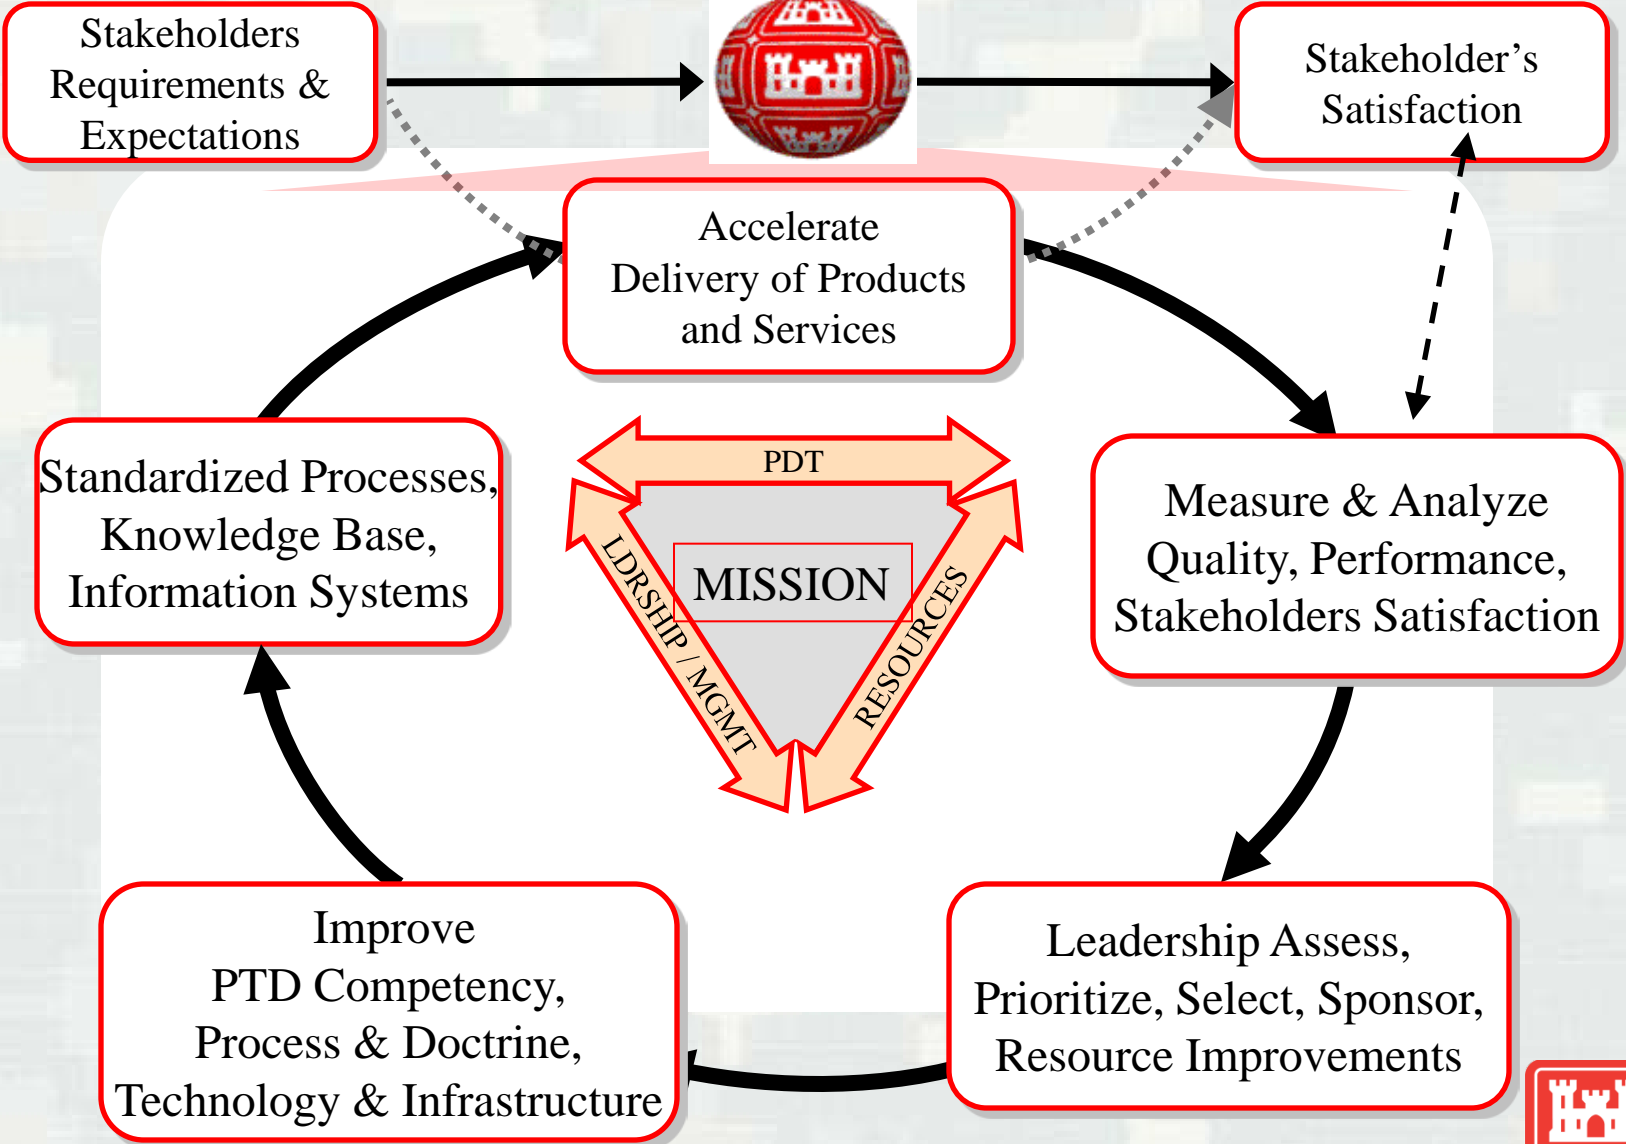 Stakeholders
Requirements &
Expectations
Stakeholder’s
Satisfaction
Accelerate
Delivery of Products
and Services
Standardized Processes,
Knowledge Base,
Information Systems
PDT
LDRSHIP / MGMT
MISSION
RESOURCES
Measure & Analyze
Quality, Performance,
Stakeholders Satisfaction
Improve
PTD Competency,
Process & Doctrine,
Technology & Infrastructure
Leadership Assess,
Prioritize, Select, Sponsor,
Resource Improvements